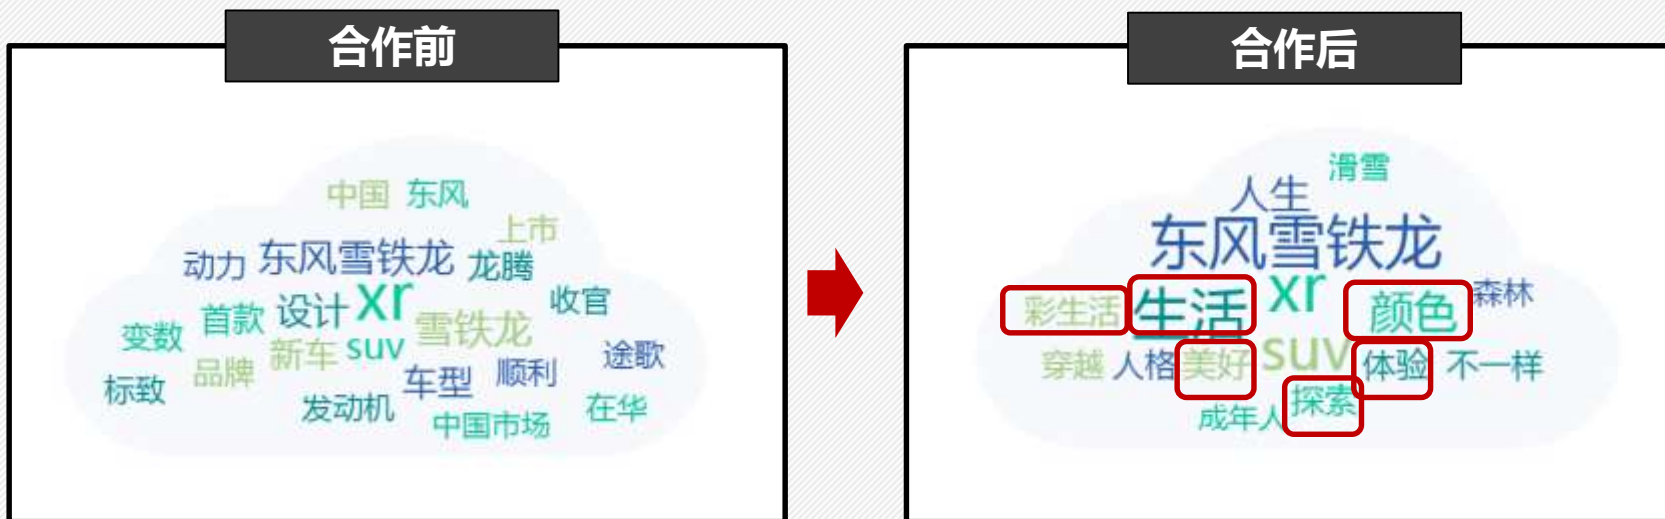 合作前
中国 东风
上市
动力 东风雪铁龙 龙腾
首款 设计 xr 收官
变数 新车 suv 雪铁龙 途歌
标致 品牌 车型 顺利
发动机 中国市场 在华
合作后
滑雪
人生
东风雪铁龙
彩生活 生活 xr 颜色 森林
穿越 人格 美好 suv 体验 不一样
成年人 探索